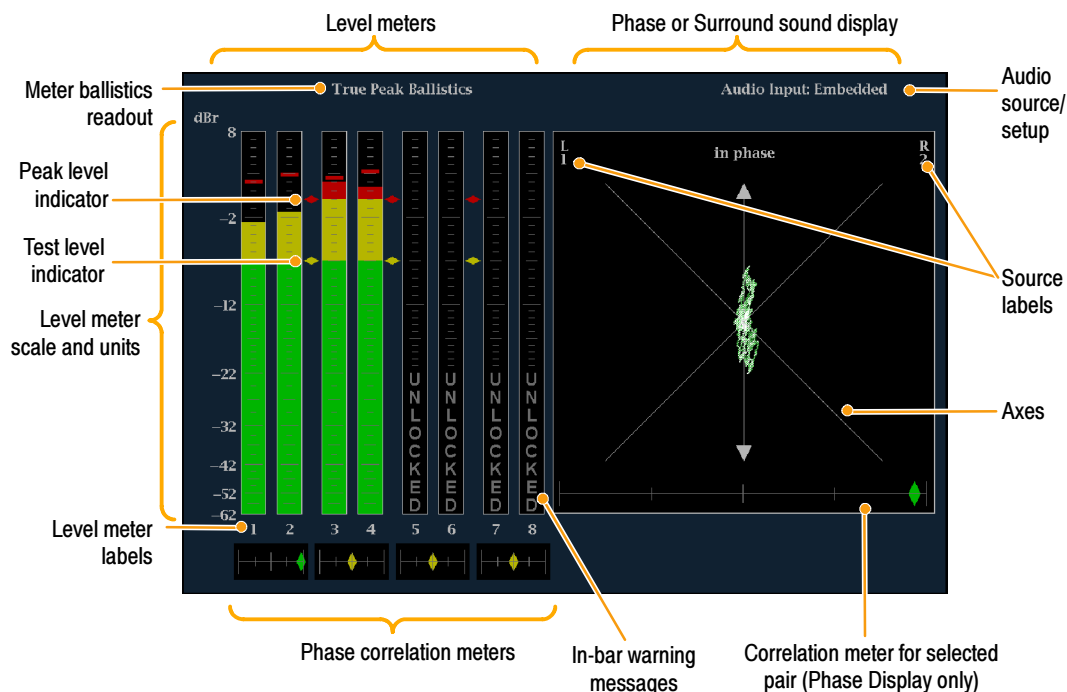 Level meters
Phase or Surround sound display
Meter ballistics
readout
True Peak Ballistics
Audio Input: Embedded
Audio
source/
setup
dBr
8
−2
−12
−22
−32
−42
−52
−62
Peak level
indicator
Test level
indicator
Level meter
scale and units
Level meter
labels
UNLOCKED
UNLOCKED
UNLOCKED
UNLOCKED
1 2 3 4 5 6 7 8
L
1
in phase
R
2
Source
labels
Axes
Phase correlation meters
In-bar warning
messages
Correlation meter for selected
pair (Phase Display only)